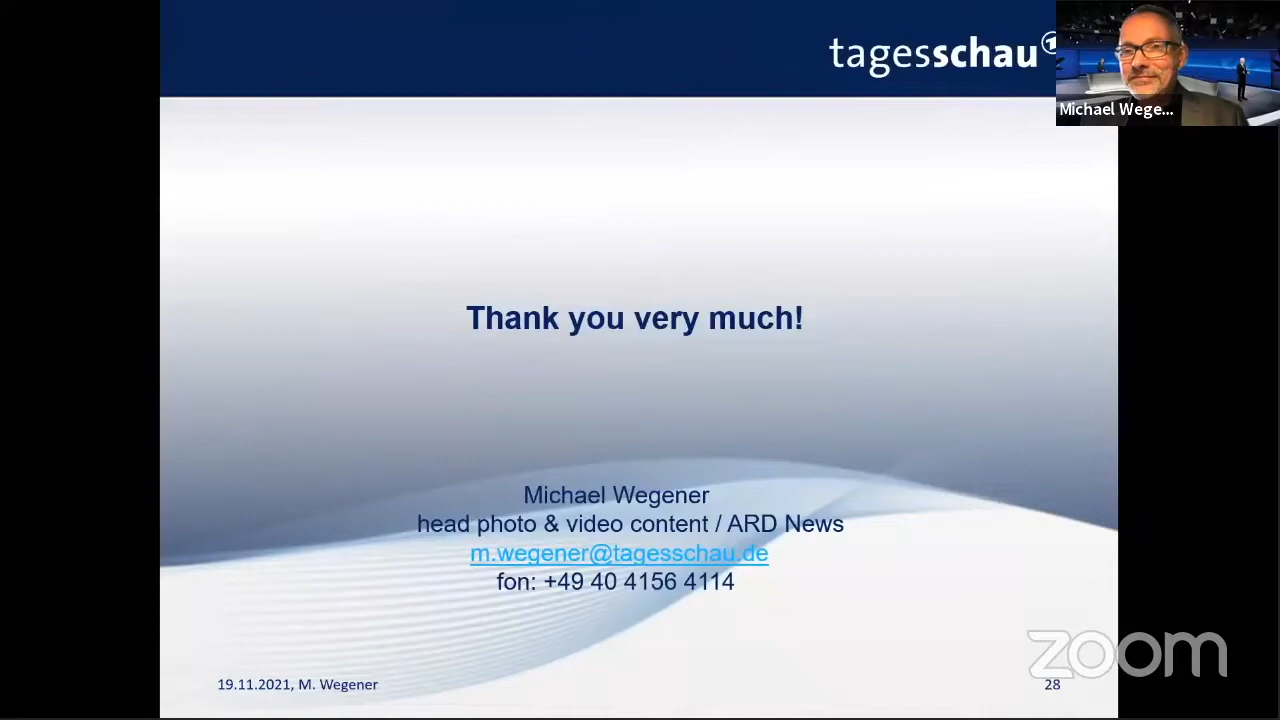 tagesschau
Michael Wege...
Thank you very much!
Michael Wegener
head photo & video content / ARD News
m.wegener@tagesschau.de
fon: +49 40 4156 4114
19.11.2021, M. Wegener
28
zoom